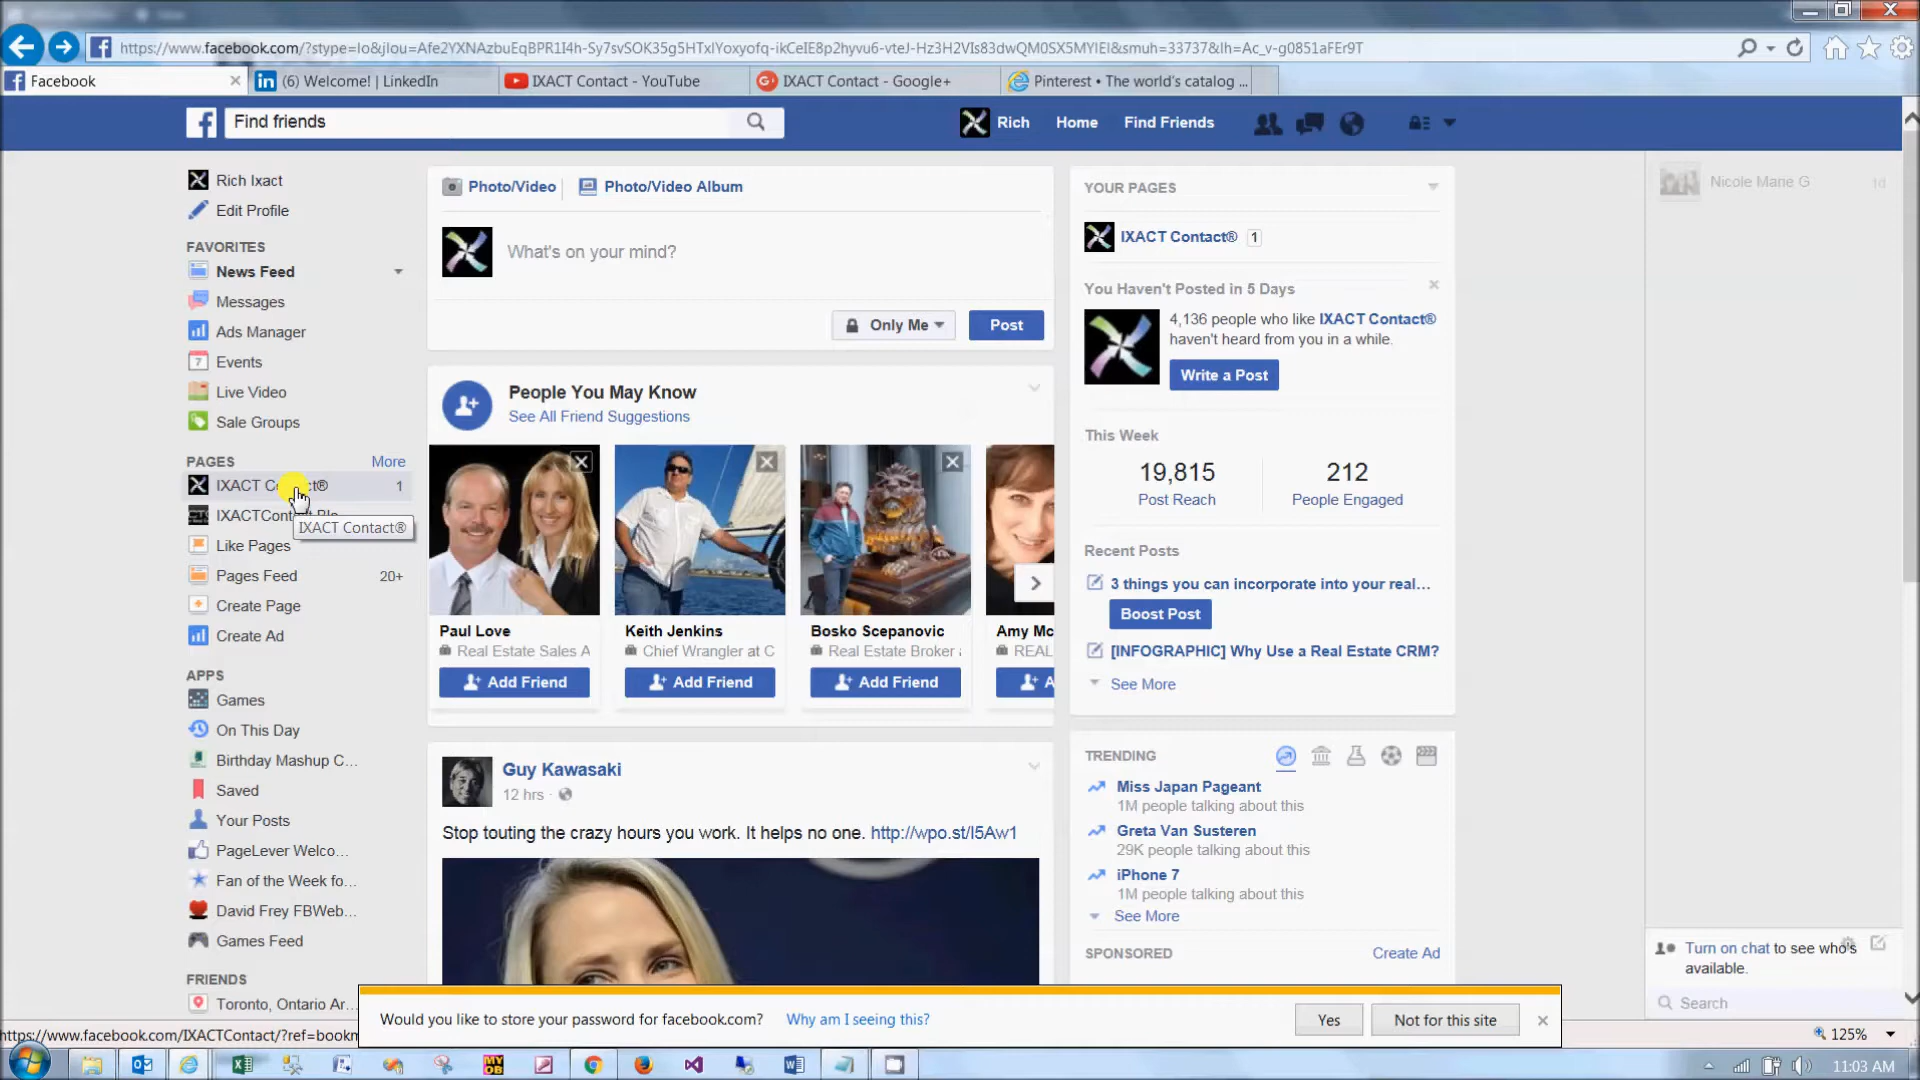 https://www.facebook.com/?stype=lo&jlou=Afe2YXNAzbuEqBPR1I4h-Sy7svSOK35g5HTxlYoxyofq-ikCeIE8p2hyvu6-vteJ-Hz3H2VIs83dwQM0SX5MYIEl&smuh=33737&lh=Ac_v-g0851aFEr9T
Facebook
(6) Welcome! | LinkedIn
IXACT Contact - YouTube
IXACT Contact - Google+
Pinterest • The world's catalog ...
Find friends
Rich
Home
Find Friends
Rich Ixact
Edit Profile
FAVORITES
News Feed
Messages
Ads Manager
7 Events
Live Video
Sale Groups
PAGES
More
IXACT Contact® 1
IXACT Contact®
Like Pages
Pages Feed 20+
Create Page
Create Ad
APPS
Games
On This Day
Birthday Mashup C...
Saved
Your Posts
PageLever Welco...
Fan of the Week fo...
David Frey FBWeb...
Games Feed
FRIENDS
Toronto, Ontario Ar...
Photo/Video
Photo/Video Album
What's on your mind?
Only Me
Post
People You May Know
See All Friend Suggestions
Paul Love
Real Estate Sales A
Add Friend
Keith Jenkins
Chief Wrangler at C
Add Friend
Bosko Scepanovic
Real Estate Broker
Add Friend
Amy Mc
REAL
A
Guy Kawasaki
12 hrs ·
Stop touting the crazy hours you work. It helps no one. http://wpo.st/l5Aw1
YOUR PAGES
IXACT Contact® 1
You Haven't Posted in 5 Days
4,136 people who like IXACT Contact®
haven't heard from you in a while.
Write a Post
This Week
19,815
Post Reach
212
People Engaged
Recent Posts
3 things you can incorporate into your real...
Boost Post
[INFOGRAPHIC] Why Use a Real Estate CRM?
See More
TRENDING
Miss Japan Pageant
1M people talking about this
Greta Van Susteren
29K people talking about this
iPhone 7
1M people talking about this
See More
SPONSORED
Create Ad
Nicole Marie G 1d
Turn on chat to see who's
available.
Search
Would you like to store your password for facebook.com?
Why am I seeing this?
Yes
Not for this site
https://www.facebook.com/IXACTContact/?ref=bookm
125%
MYOB
11:03 AM